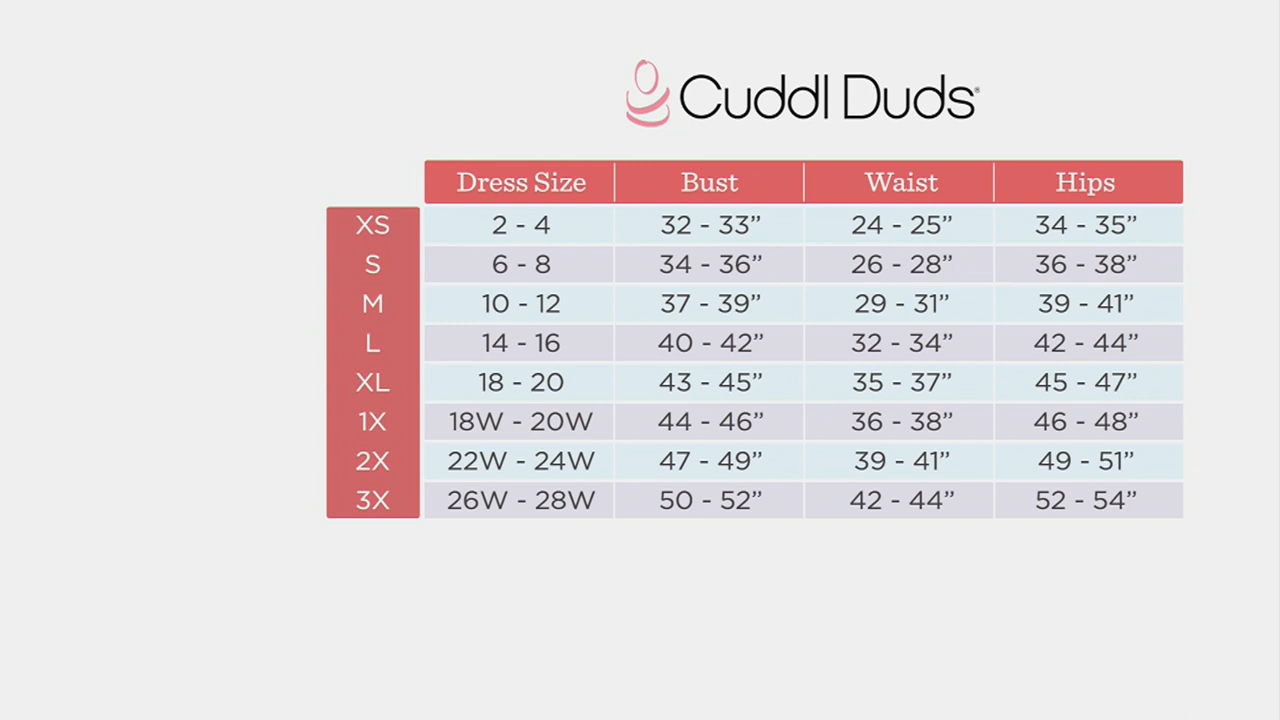 Cuddl Duds®
Dress Size Bust Waist Hips
XS 2 - 4 32 - 33” 24 - 25” 34 - 35”
S 6 - 8 34 - 36” 26 - 28” 36 - 38”
M 10 - 12 37 - 39” 29 - 31” 39 - 41”
L 14 - 16 40 - 42” 32 - 34” 42 - 44”
XL 18 - 20 43 - 45” 35 - 37” 45 - 47”
1X 18W - 20W 44 - 46” 36 - 38” 46 - 48”
2X 22W - 24W 47 - 49” 39 - 41” 49 - 51”
3X 26W - 28W 50 - 52” 42 - 44” 52 - 54”